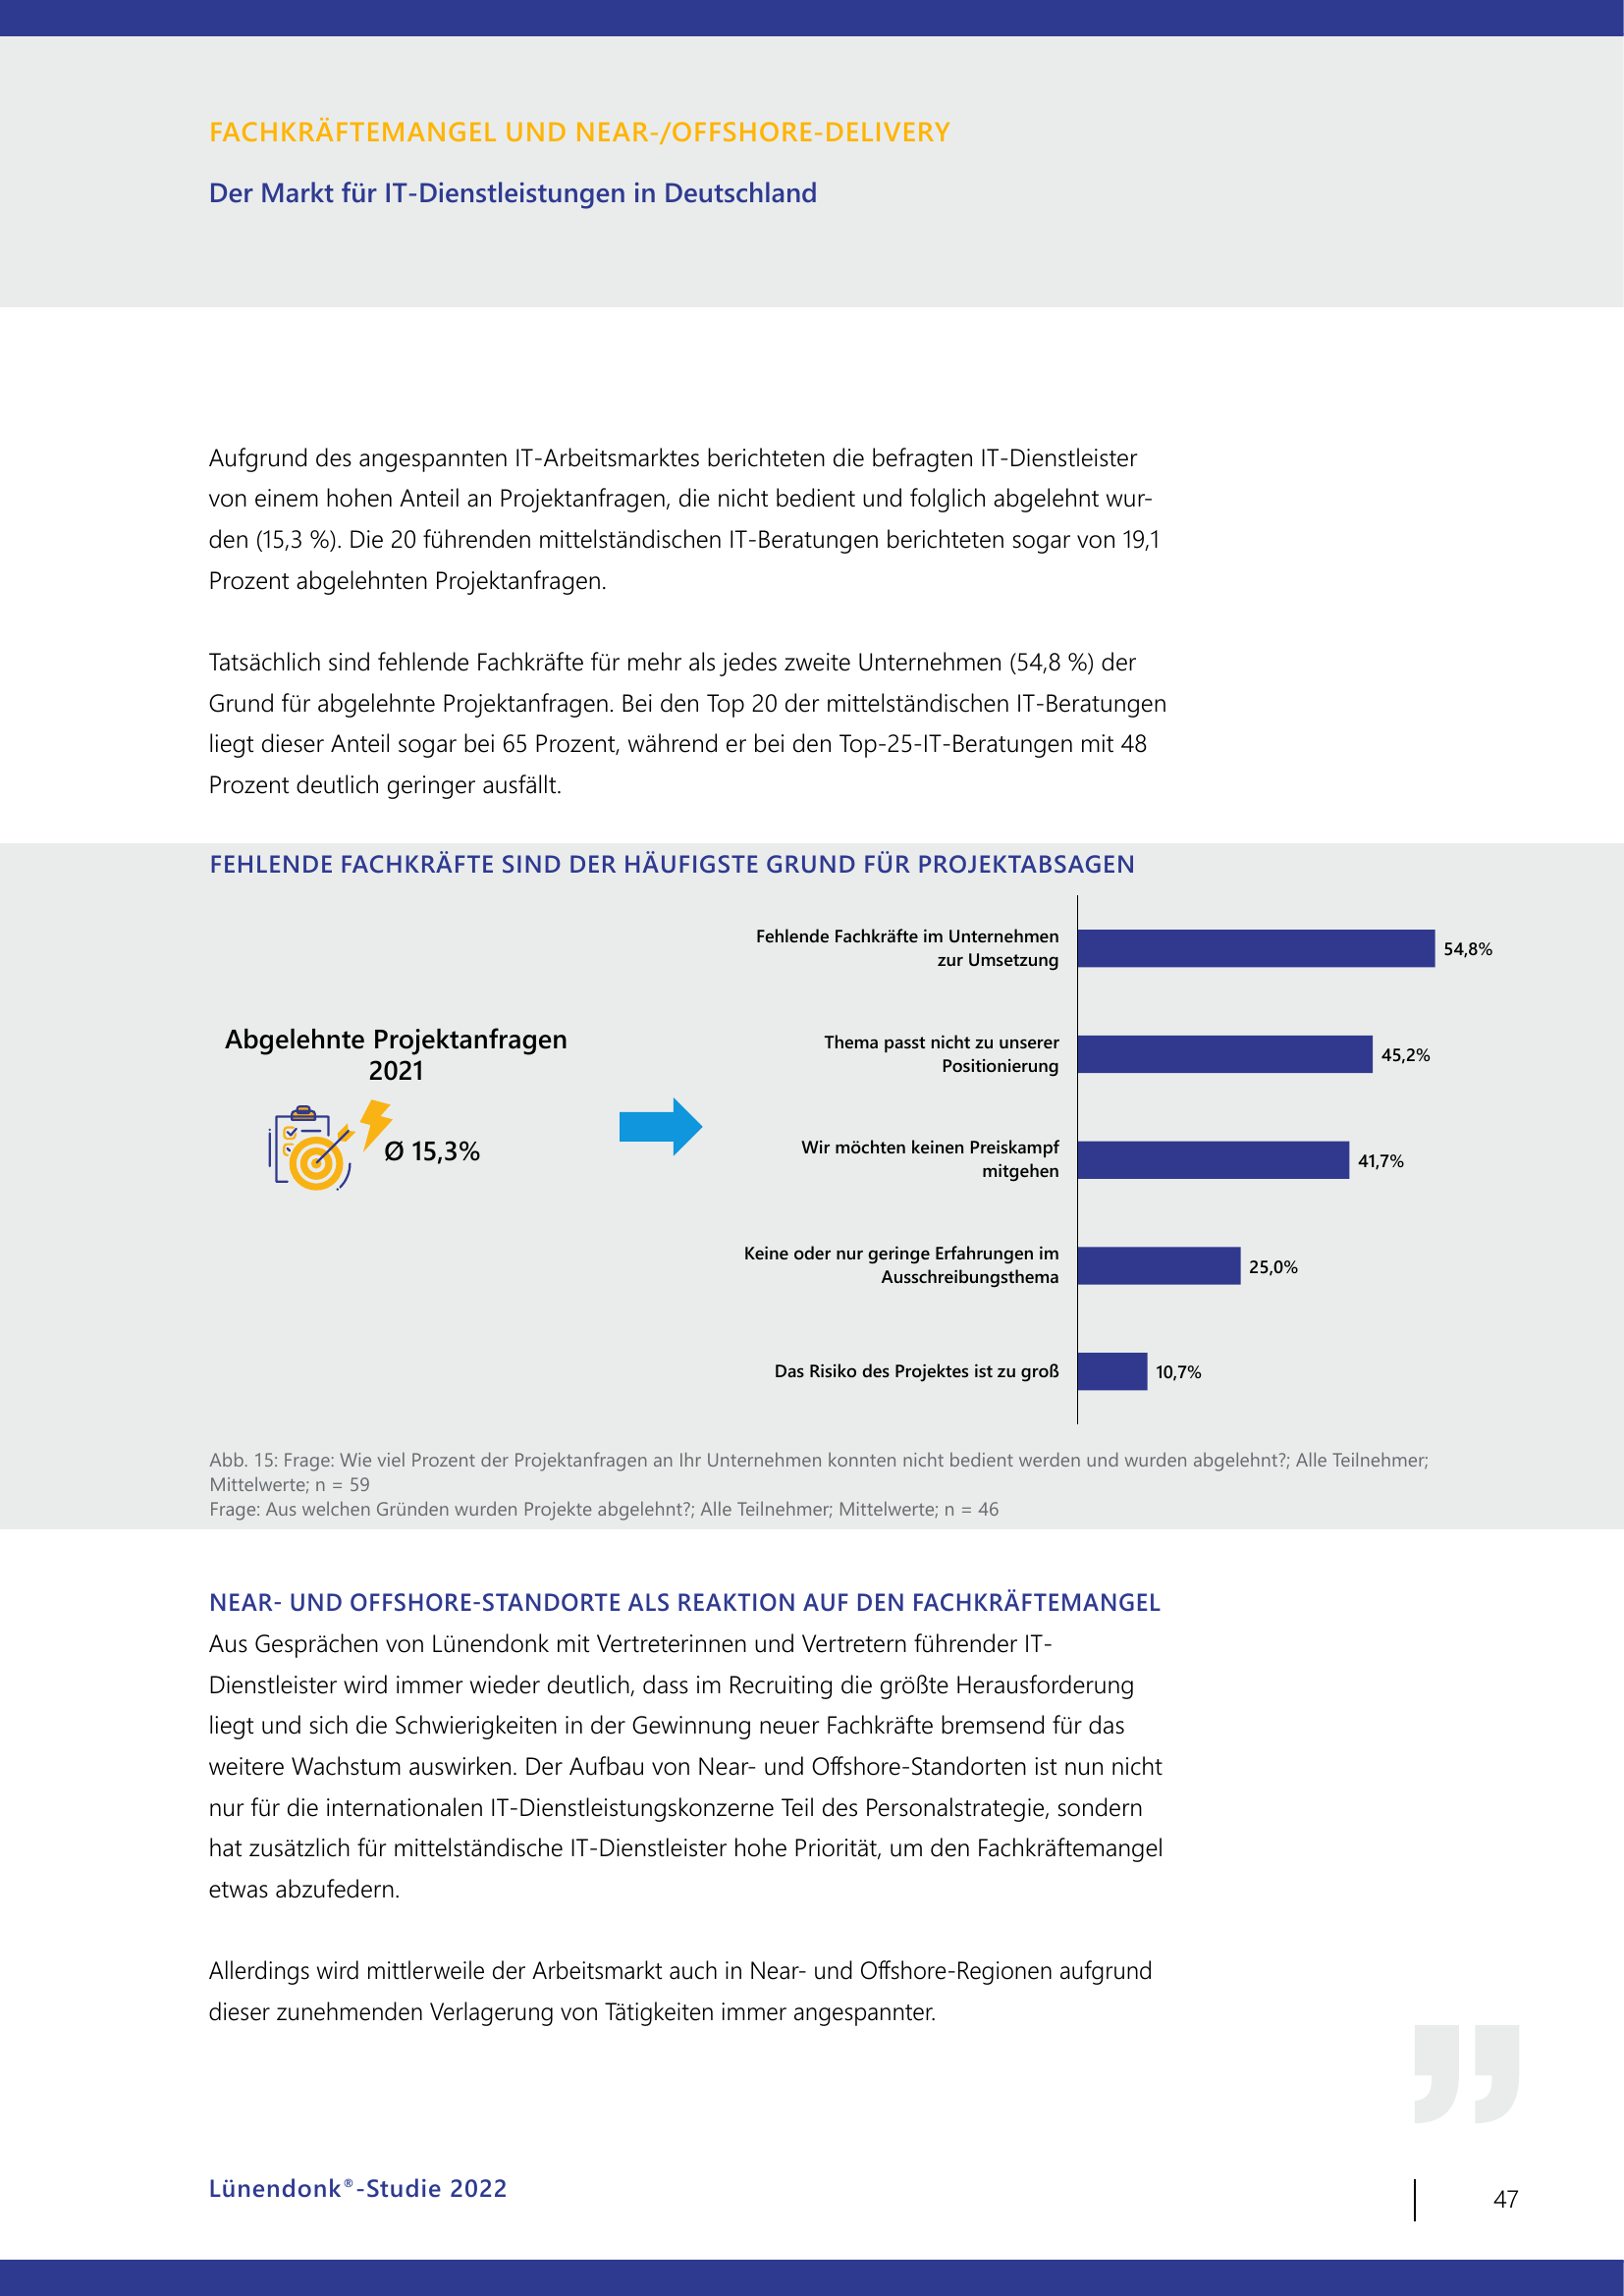 FACHKRÄFTEMANGEL UND NEAR-/OFFSHORE-DELIVERY
Der Markt für IT-Dienstleistungen in Deutschland
Aufgrund des angespannten IT-Arbeitsmarktes berichteten die befragten IT-Dienstleister
von einem hohen Anteil an Projektanfragen, die nicht bedient und folglich abgelehnt wur-
den (15,3 %). Die 20 führenden mittelständischen IT-Beratungen berichteten sogar von 19,1
Prozent abgelehnten Projektanfragen.
Tatsächlich sind fehlende Fachkräfte für mehr als jedes zweite Unternehmen (54,8 %) der
Grund für abgelehnte Projektanfragen. Bei den Top 20 der mittelständischen IT-Beratungen
liegt dieser Anteil sogar bei 65 Prozent, während er bei den Top-25-IT-Beratungen mit 48
Prozent deutlich geringer ausfällt.
FEHLENDE FACHKRÄFTE SIND DER HÄUFIGSTE GRUND FÜR PROJEKTABSAGEN
Abgelehnte Projektanfragen
2021
Ø 15,3%
Fehlende Fachkräfte im Unternehmen
zur Umsetzung
54,8%
Thema passt nicht zu unserer
Positionierung
45,2%
Wir möchten keinen Preiskampf
mitgehen
41,7%
Keine oder nur geringe Erfahrungen im
Ausschreibungsthema
25,0%
Das Risiko des Projektes ist zu groß
10,7%
Abb. 15: Frage: Wie viel Prozent der Projektanfragen an Ihr Unternehmen konnten nicht bedient werden und wurden abgelehnt?; Alle Teilnehmer;
Mittelwerte; n = 59
Frage: Aus welchen Gründen wurden Projekte abgelehnt?; Alle Teilnehmer; Mittelwerte; n = 46
NEAR- UND OFFSHORE-STANDORTE ALS REAKTION AUF DEN FACHKRÄFTEMANGEL
Aus Gesprächen von Lünendonk mit Vertreterinnen und Vertretern führender IT-
Dienstleister wird immer wieder deutlich, dass im Recruiting die größte Herausforderung
liegt und sich die Schwierigkeiten in der Gewinnung neuer Fachkräfte bremsend für das
weitere Wachstum auswirken. Der Aufbau von Near- und Offshore-Standorten ist nun nicht
nur für die internationalen IT-Dienstleistungskonzerne Teil des Personalstrategie, sondern
hat zusätzlich für mittelständische IT-Dienstleister hohe Priorität, um den Fachkräftemangel
etwas abzufedern.
Allerdings wird mittlerweile der Arbeitsmarkt auch in Near- und Offshore-Regionen aufgrund
dieser zunehmenden Verlagerung von Tätigkeiten immer angespannter.
Lünendonk®-Studie 2022
47